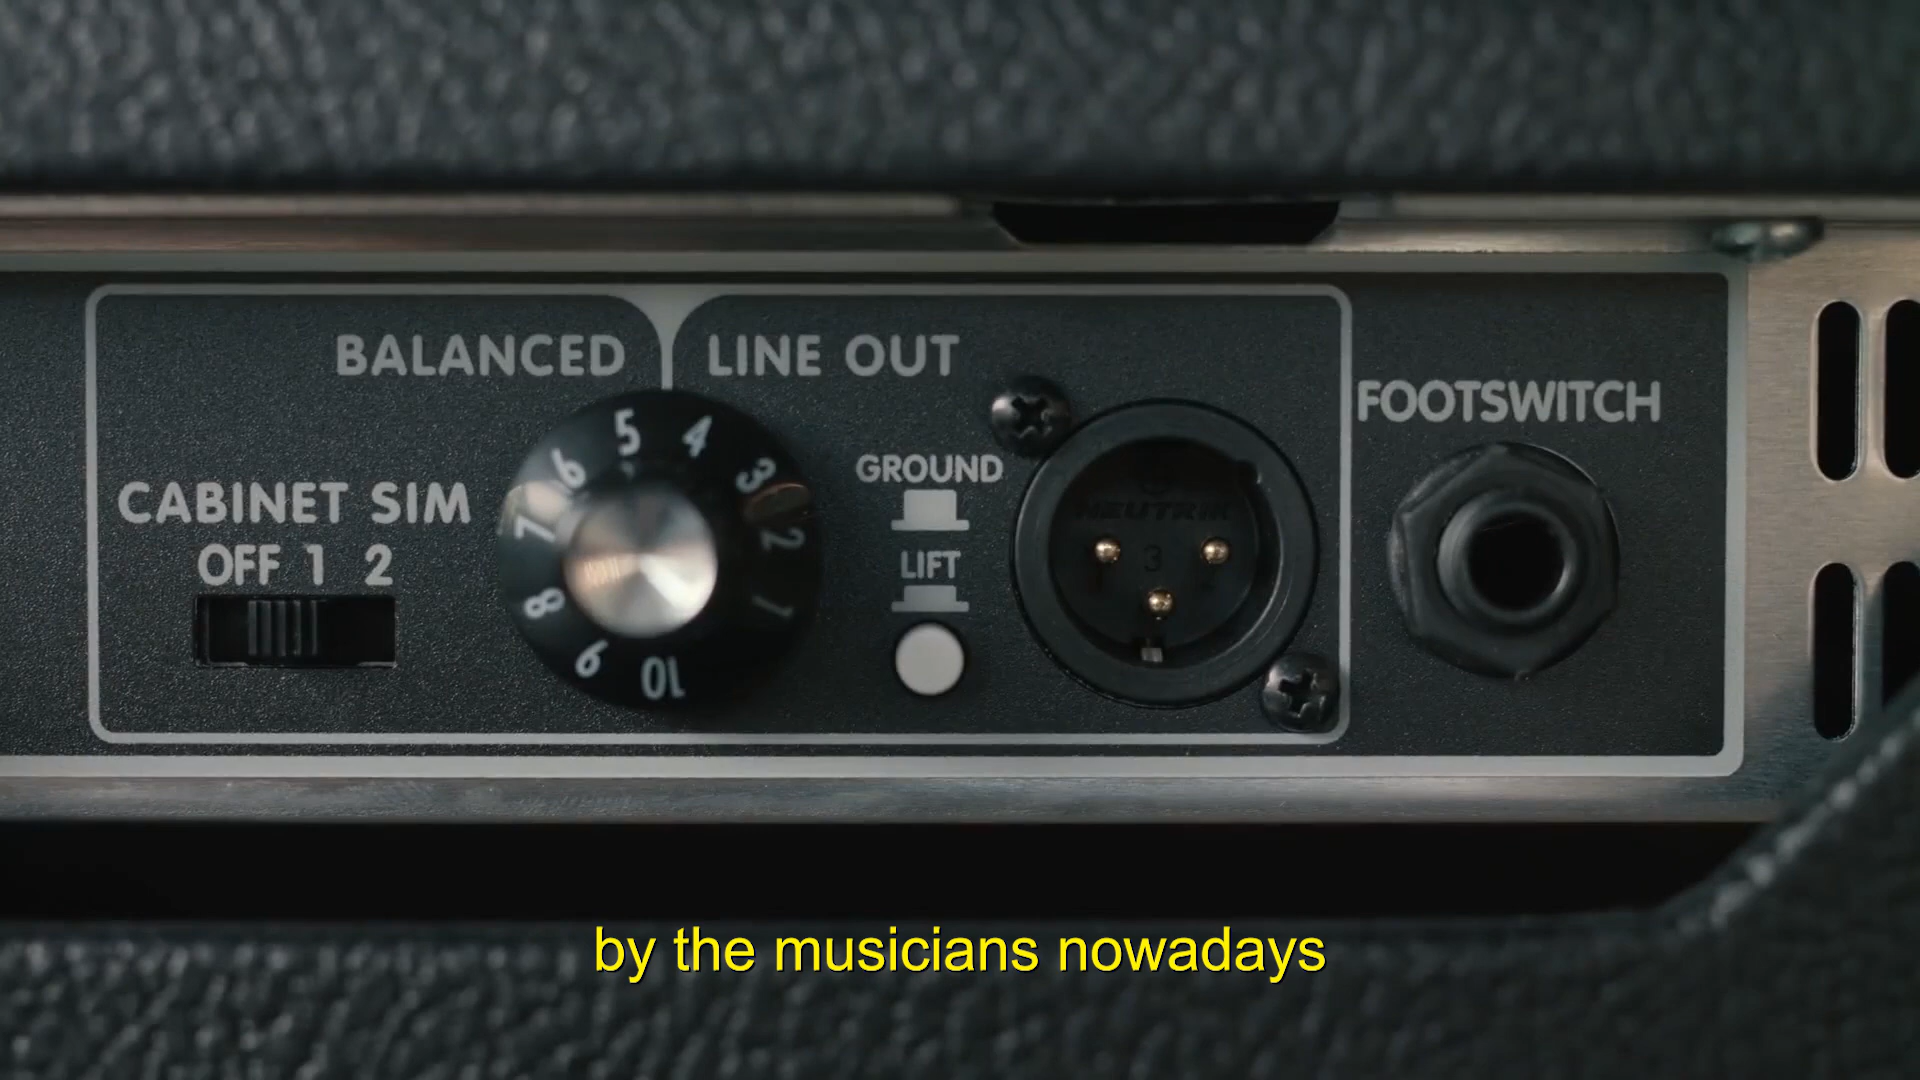 BALANCED LINE OUT
FOOTSWITCH
CABINET SIM
OFF 1 2
5 4 3 2 1
6 7 8 9 10
GROUND
LIFT
NEUTRIK
3
by the musicians nowadays